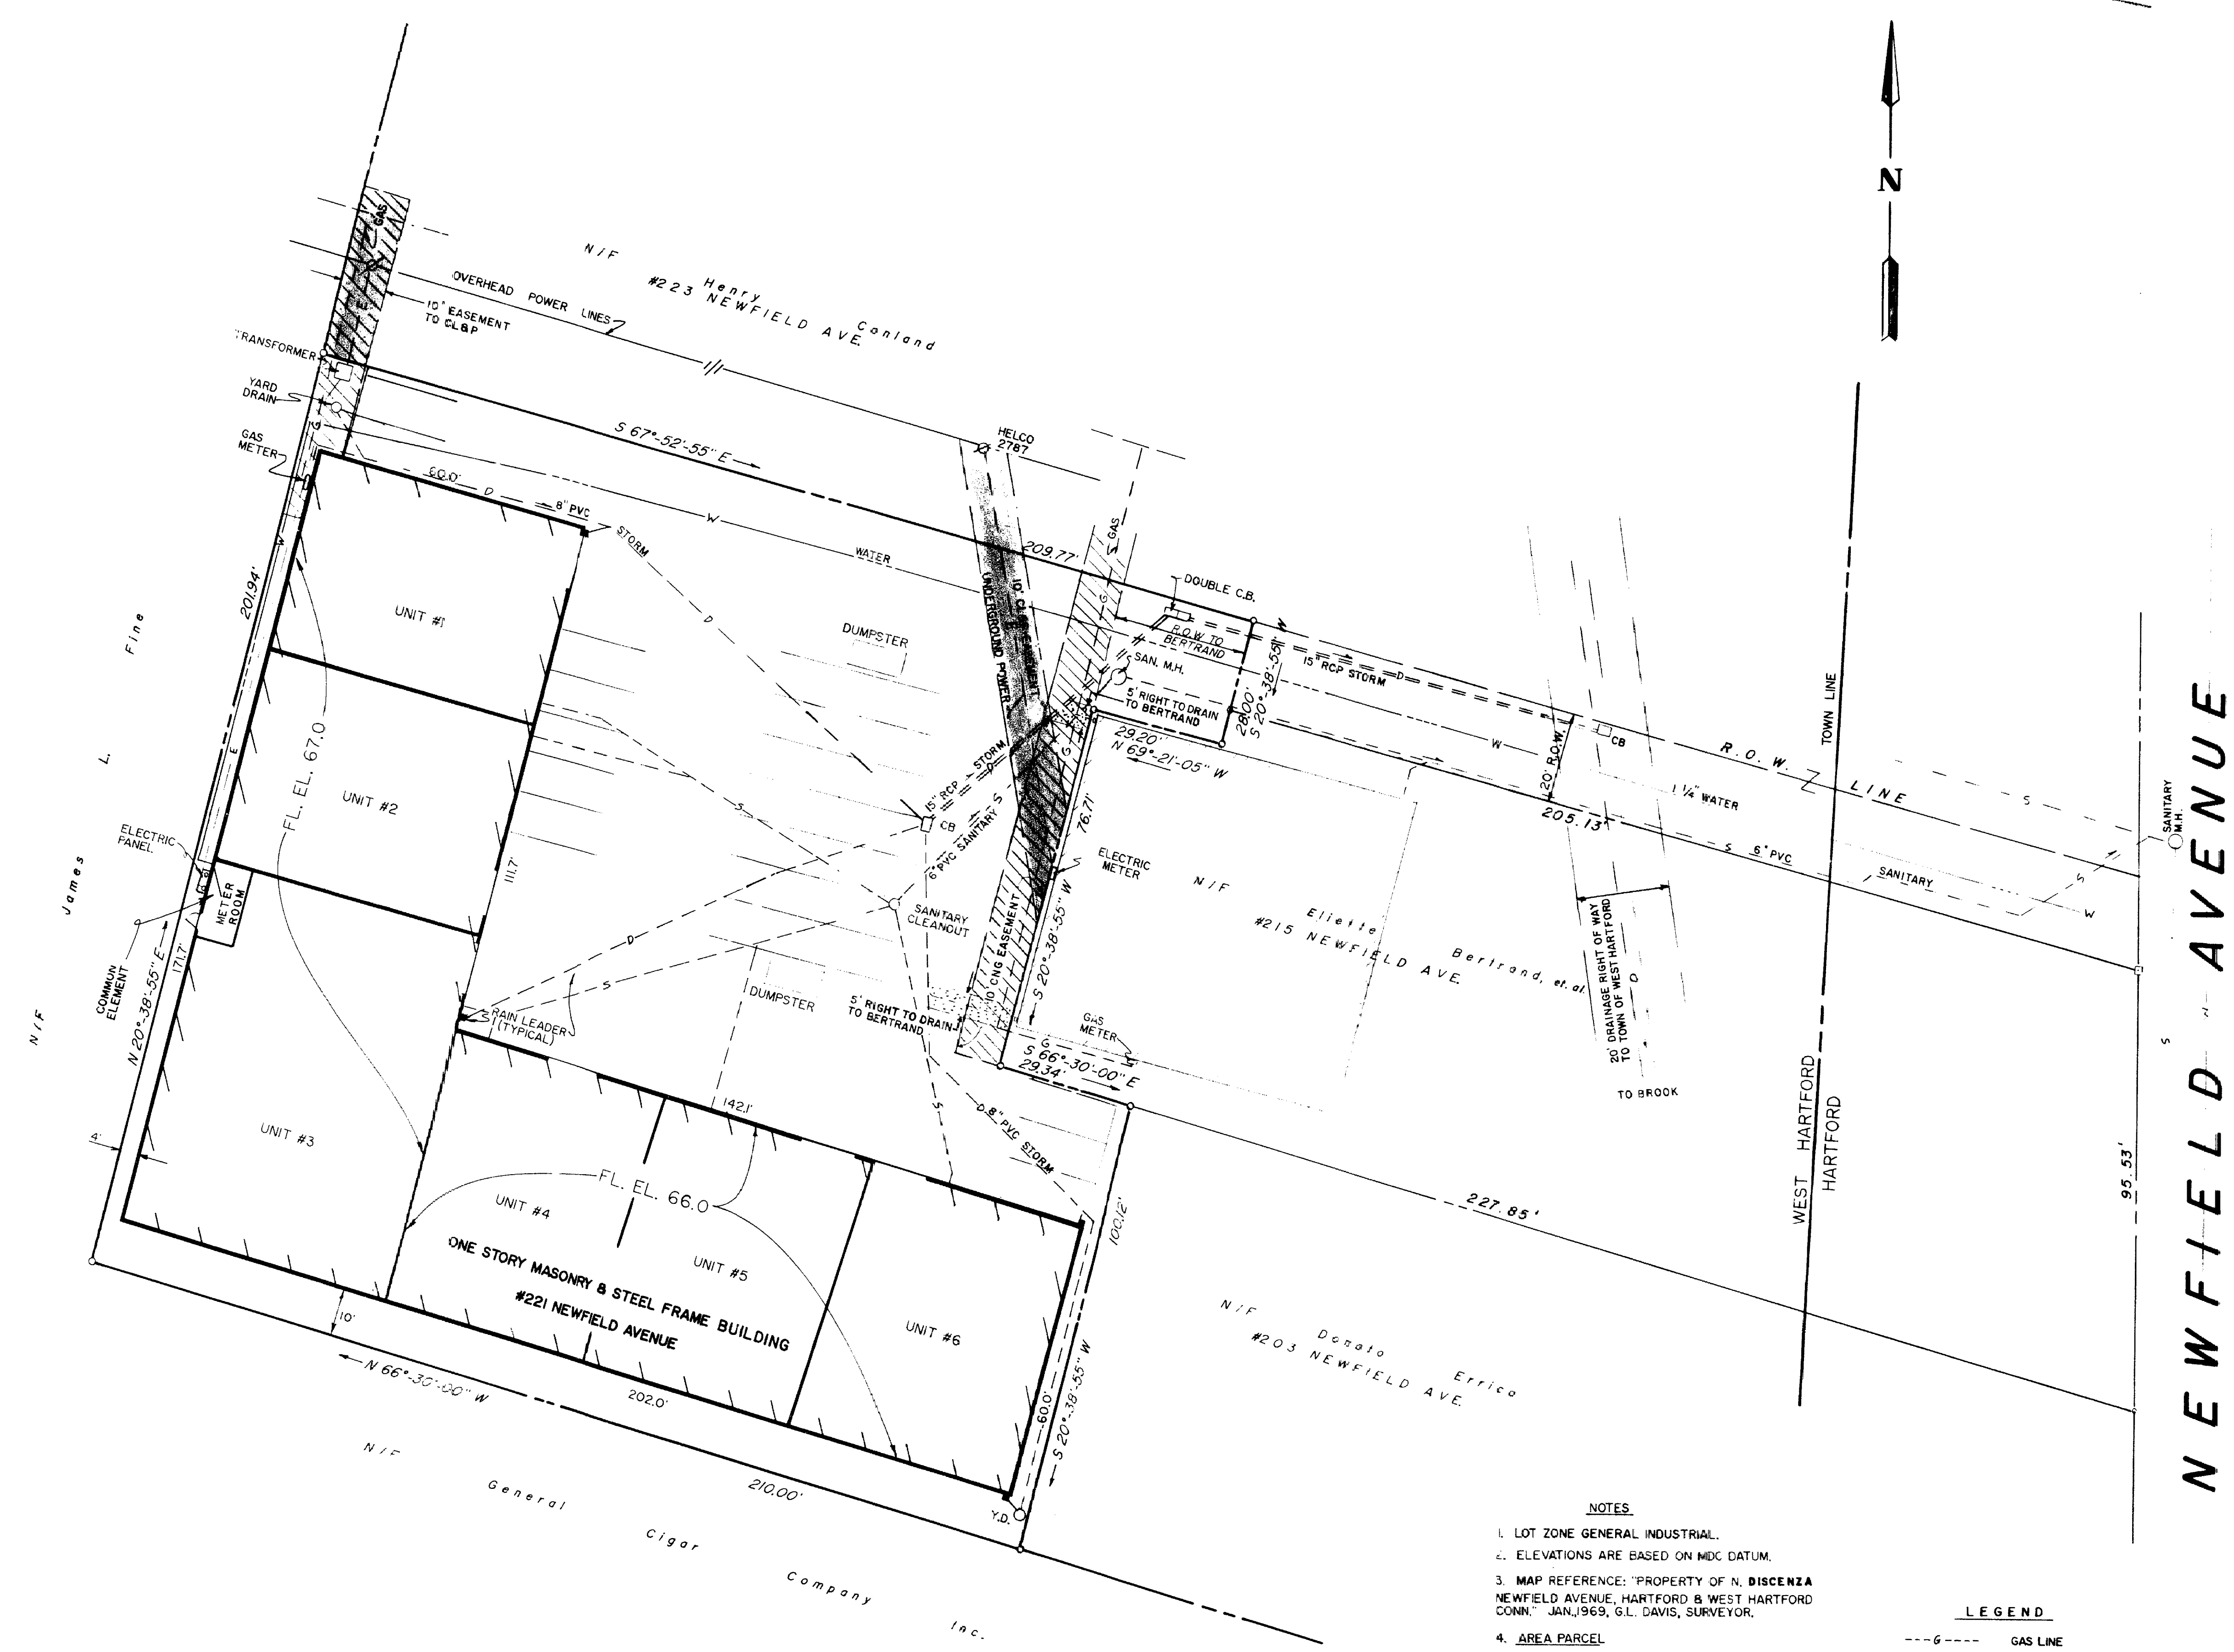 N
N/F
Henry Conland
#223 NEWFIELD AVE.
GAS
OVERHEAD POWER LINES
10' EASEMENT
TO CL&P
E
TRANSFORMER
YARD
DRAIN
GAS
METER
G
S 67°-52'-55" E
HELCO
2787
60.0'
D
8" PVC
STORM
W
WATER
209.77'
GAS
G
DOUBLE C.B.
R.O.W. TO
BERTRAND
SAN. M.H.
5' RIGHT TO DRAIN
TO BERTRAND
28.00'
S 20°-38'-55" W
15" RCP STORM
D
29.20'
N 69°-21'-05" W
UNDERGROUND POWER
DUMPSTER
D
201.94'
W
UNIT #1
FL. EL. 67.0
UNIT #2
E
S
111.7'
15" RCP STORM
D
CB
6" PVC SANITARY
S
G
76.71'
ELECTRIC
METER
W
20' R.O.W.
CB
1 1/4" WATER
205.13'
R.O.W. LINE
TOWN LINE
S
6" PVC
SANITARY
S
S
W
SANITARY
M.H.
ELECTRIC
PANEL
METER
ROOM
COMMUN
ELEMENT
171.7'
N 20°-38'-55" E
SANITARY
CLEANOUT
D
S
10' CNG EASEMENT
S 20°-38'-55" W
N/F
Eliette Bertrand, et. al.
#215 NEWFIELD AVE.
20' DRAINAGE RIGHT OF WAY
TO TOWN OF WEST HARTFORD
D
TO BROOK
DUMPSTER
5' RIGHT TO DRAIN
TO BERTRAND
RAIN LEADER
(TYPICAL)
GAS
METER
G
S 66°-30'-00" E
29.34'
S
D
8" PVC STORM
142.1'
N/F
James L. Fine
4'
UNIT #3
FL. EL. 66.0
UNIT #4
UNIT #5
UNIT #6
ONE STORY MASONRY & STEEL FRAME BUILDING
#221 NEWFIELD AVENUE
100.12'
227.85'
WEST HARTFORD
HARTFORD
95.53'
S
NEWFIELD AVENUE
10'
N 66°-30'-00" W
202.0'
60.0'
S 20°-38'-55" W
Y.D.
210.00'
N/F
Donato Errico
#203 NEWFIELD AVE.
N/F
General Cigar Company Inc.
NOTES
1. LOT ZONE GENERAL INDUSTRIAL.
2. ELEVATIONS ARE BASED ON MDC DATUM.
3. MAP REFERENCE: "PROPERTY OF N. DISCENZA
NEWFIELD AVENUE, HARTFORD & WEST HARTFORD
CONN." JAN.,1969, G.L. DAVIS, SURVEYOR.
4. AREA PARCEL
LEGEND
---G---- GAS LINE